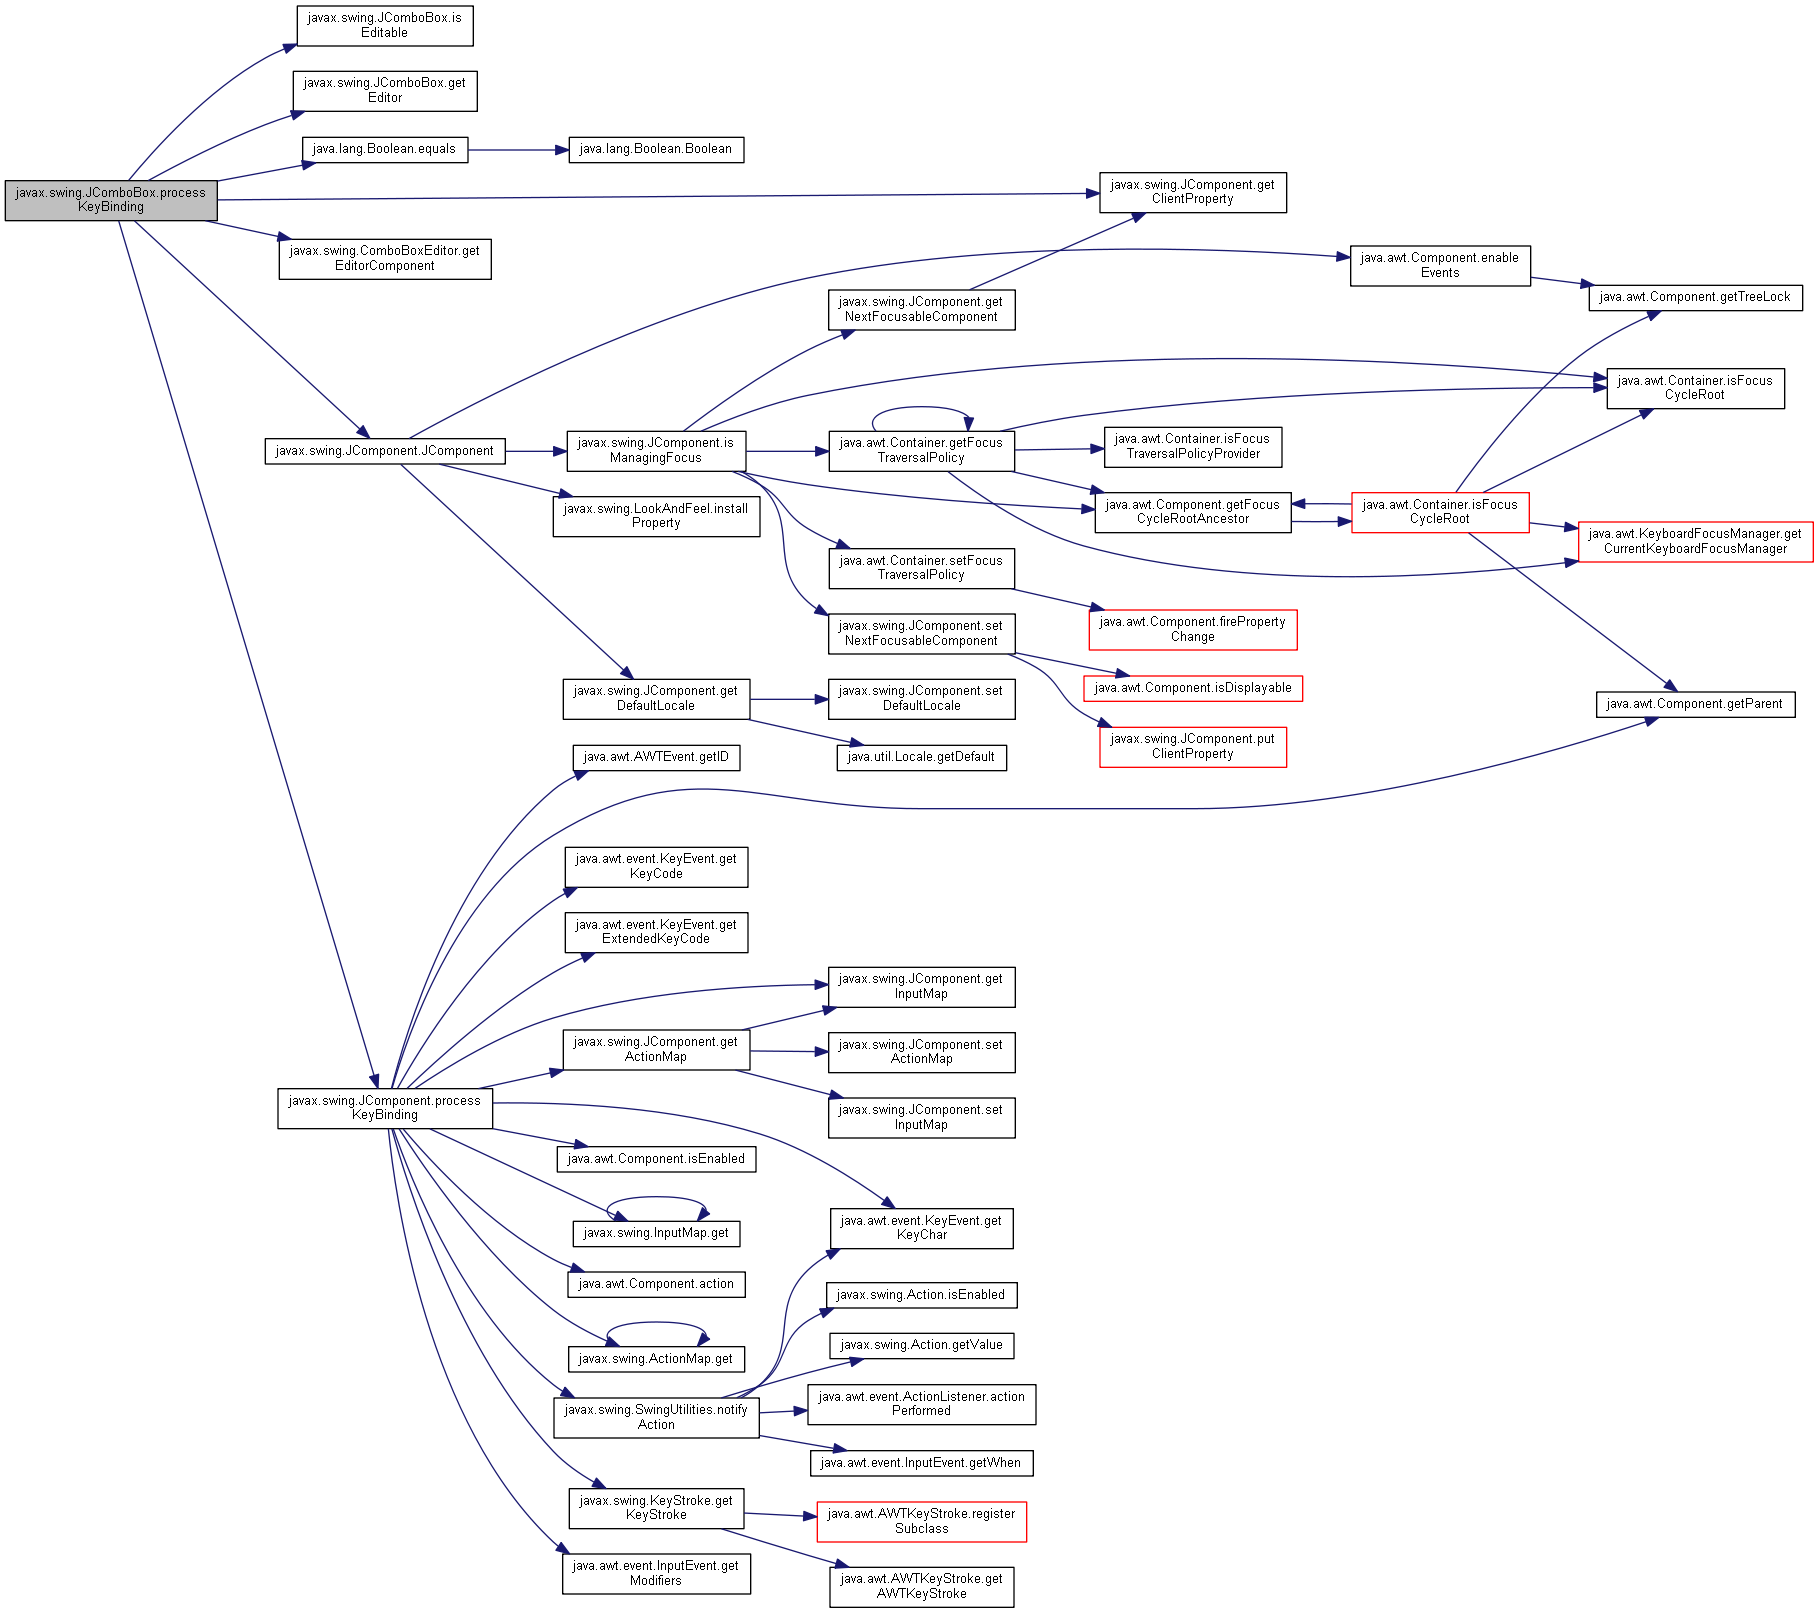 javax.swing.JComboBox.is
Editable
javax.swing.JComboBox.get
Editor
java.lang.Boolean.equals
java.lang.Boolean.Boolean
javax.swing.JComboBox.process
KeyBinding
javax.swing.JComponent.get
ClientProperty
javax.swing.ComboBoxEditor.get
EditorComponent
java.awt.Component.enable
Events
java.awt.Component.getTreeLock
javax.swing.JComponent.get
NextFocusableComponent
java.awt.Container.isFocus
CycleRoot
javax.swing.JComponent.JComponent
javax.swing.JComponent.is
ManagingFocus
java.awt.Container.getFocus
TraversalPolicy
java.awt.Container.isFocus
TraversalPolicyProvider
javax.swing.LookAndFeel.install
Property
java.awt.Component.getFocus
CycleRootAncestor
java.awt.Container.isFocus
CycleRoot
java.awt.KeyboardFocusManager.get
CurrentKeyboardFocusManager
java.awt.Container.setFocus
TraversalPolicy
java.awt.Component.fireProperty
Change
javax.swing.JComponent.set
NextFocusableComponent
java.awt.Component.isDisplayable
javax.swing.JComponent.get
DefaultLocale
javax.swing.JComponent.set
DefaultLocale
java.awt.Component.getParent
javax.swing.JComponent.put
ClientProperty
java.awt.AWTEvent.getID
java.util.Locale.getDefault
java.awt.event.KeyEvent.get
KeyCode
java.awt.event.KeyEvent.get
ExtendedKeyCode
javax.swing.JComponent.get
InputMap
javax.swing.JComponent.get
ActionMap
javax.swing.JComponent.set
ActionMap
javax.swing.JComponent.process
KeyBinding
javax.swing.JComponent.set
InputMap
java.awt.Component.isEnabled
javax.swing.InputMap.get
java.awt.event.KeyEvent.get
KeyChar
java.awt.Component.action
javax.swing.Action.isEnabled
javax.swing.ActionMap.get
javax.swing.Action.getValue
javax.swing.SwingUtilities.notify
Action
java.awt.event.ActionListener.action
Performed
java.awt.event.InputEvent.getWhen
javax.swing.KeyStroke.get
KeyStroke
java.awt.AWTKeyStroke.register
Subclass
java.awt.event.InputEvent.get
Modifiers
java.awt.AWTKeyStroke.get
AWTKeyStroke